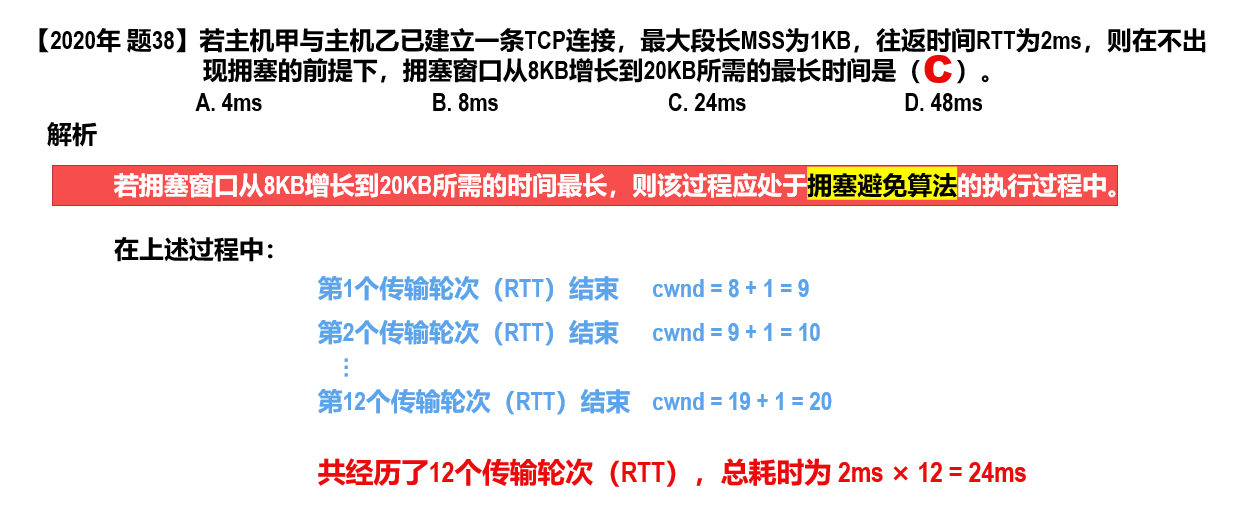 【2020年 题38】若主机甲与主机乙已建立一条TCP连接，最大段长MSS为1KB，往返时间RTT为2ms，则在不出
现拥塞的前提下，拥塞窗口从8KB增长到20KB所需的最长时间是（C）。
A. 4ms B. 8ms C. 24ms D. 48ms
解析
若拥塞窗口从8KB增长到20KB所需的时间最长，则该过程应处于拥塞避免算法的执行过程中。
在上述过程中：
第1个传输轮次（RTT）结束 cwnd = 8 + 1 = 9
第2个传输轮次（RTT）结束 cwnd = 9 + 1 = 10
⋮
第12个传输轮次（RTT）结束 cwnd = 19 + 1 = 20
共经历了12个传输轮次（RTT），总耗时为 2ms × 12 = 24ms